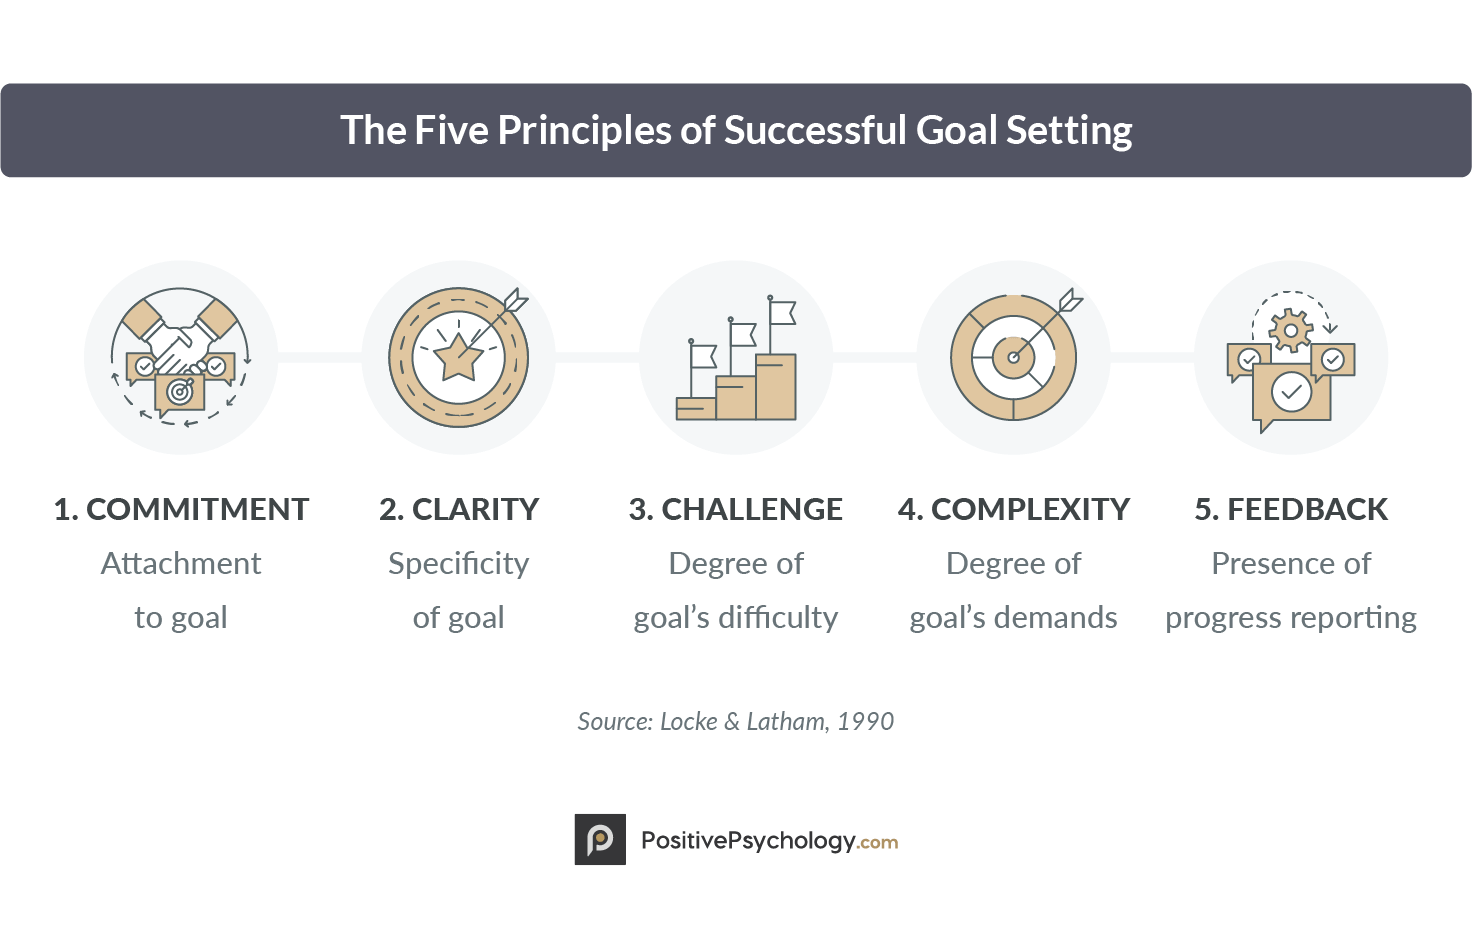 The Five Principles of Successful Goal Setting
1. COMMITMENT
Attachment
to goal
2. CLARITY
Specificity
of goal
3. CHALLENGE
Degree of
goal’s difficulty
4. COMPLEXITY
Degree of
goal’s demands
5. FEEDBACK
Presence of
progress reporting
Source: Locke & Latham, 1990
PositivePsychology.com